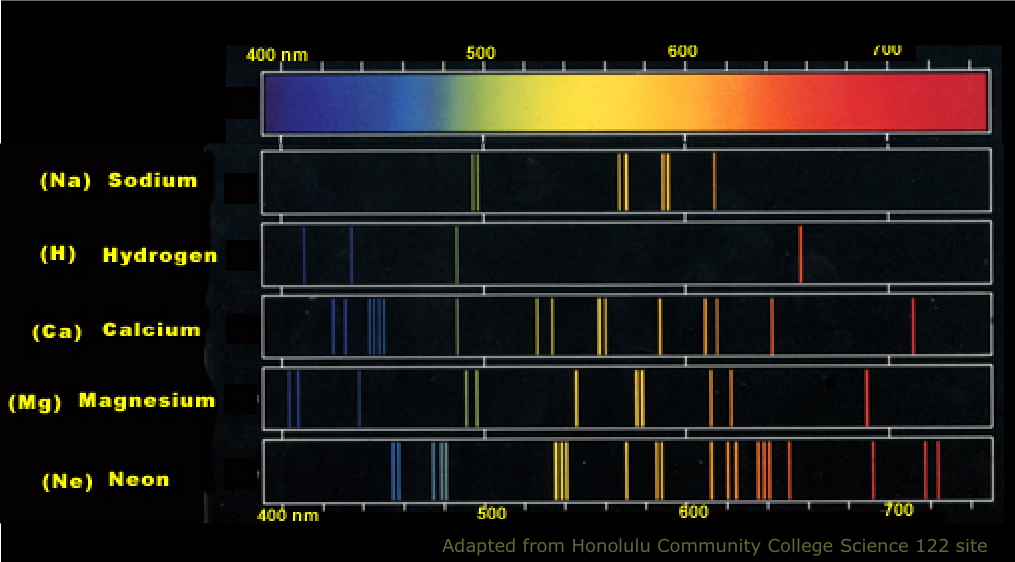 400 nm 500 600 700
(Na) Sodium
(H) Hydrogen
(Ca) Calcium
(Mg) Magnesium
(Ne) Neon
400 nm 500 600 700
Adapted from Honolulu Community College Science 122 site